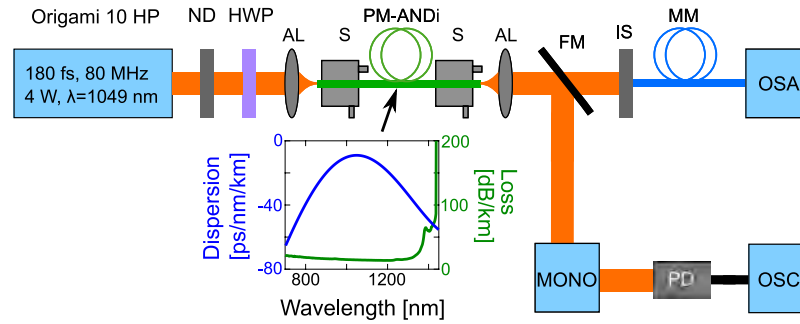 Origami 10 HP
ND
HWP
AL
S
PM-ANDi
S
AL
FM
IS
MM
180 fs, 80 MHz
4 W, λ=1049 nm
OSA
Dispersion
[ps/nm/km]
0
-40
-80
800
1200
Wavelength [nm]
200
100
0
Loss
[dB/km]
MONO
PD
OSC